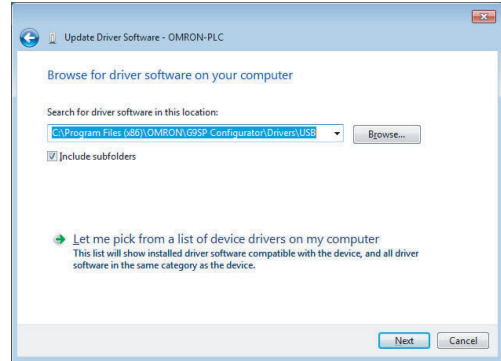 Update Driver Software - OMRON-PLC
Browse for driver software on your computer
Search for driver software in this location:
C:\Program Files (x86)\OMRON\G9SP Configurator\Drivers\USB
Browse...
Include subfolders
Let me pick from a list of device drivers on my computer
This list will show installed driver software compatible with the device, and all driver
software in the same category as the device.
Next
Cancel